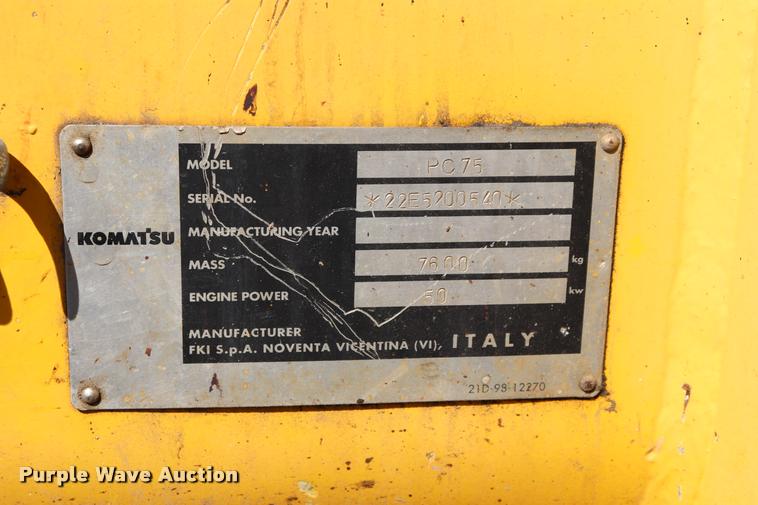 MODEL PC75
SERIAL No. *22E5200540*
KOMATSU MANUFACTURING YEAR
MASS 7600 kg
ENGINE POWER 50 kw
MANUFACTURER
FKI S.p.A. NOVENTA VICENTINA (VI), ITALY
21D-98-12270
Purple Wave Auction